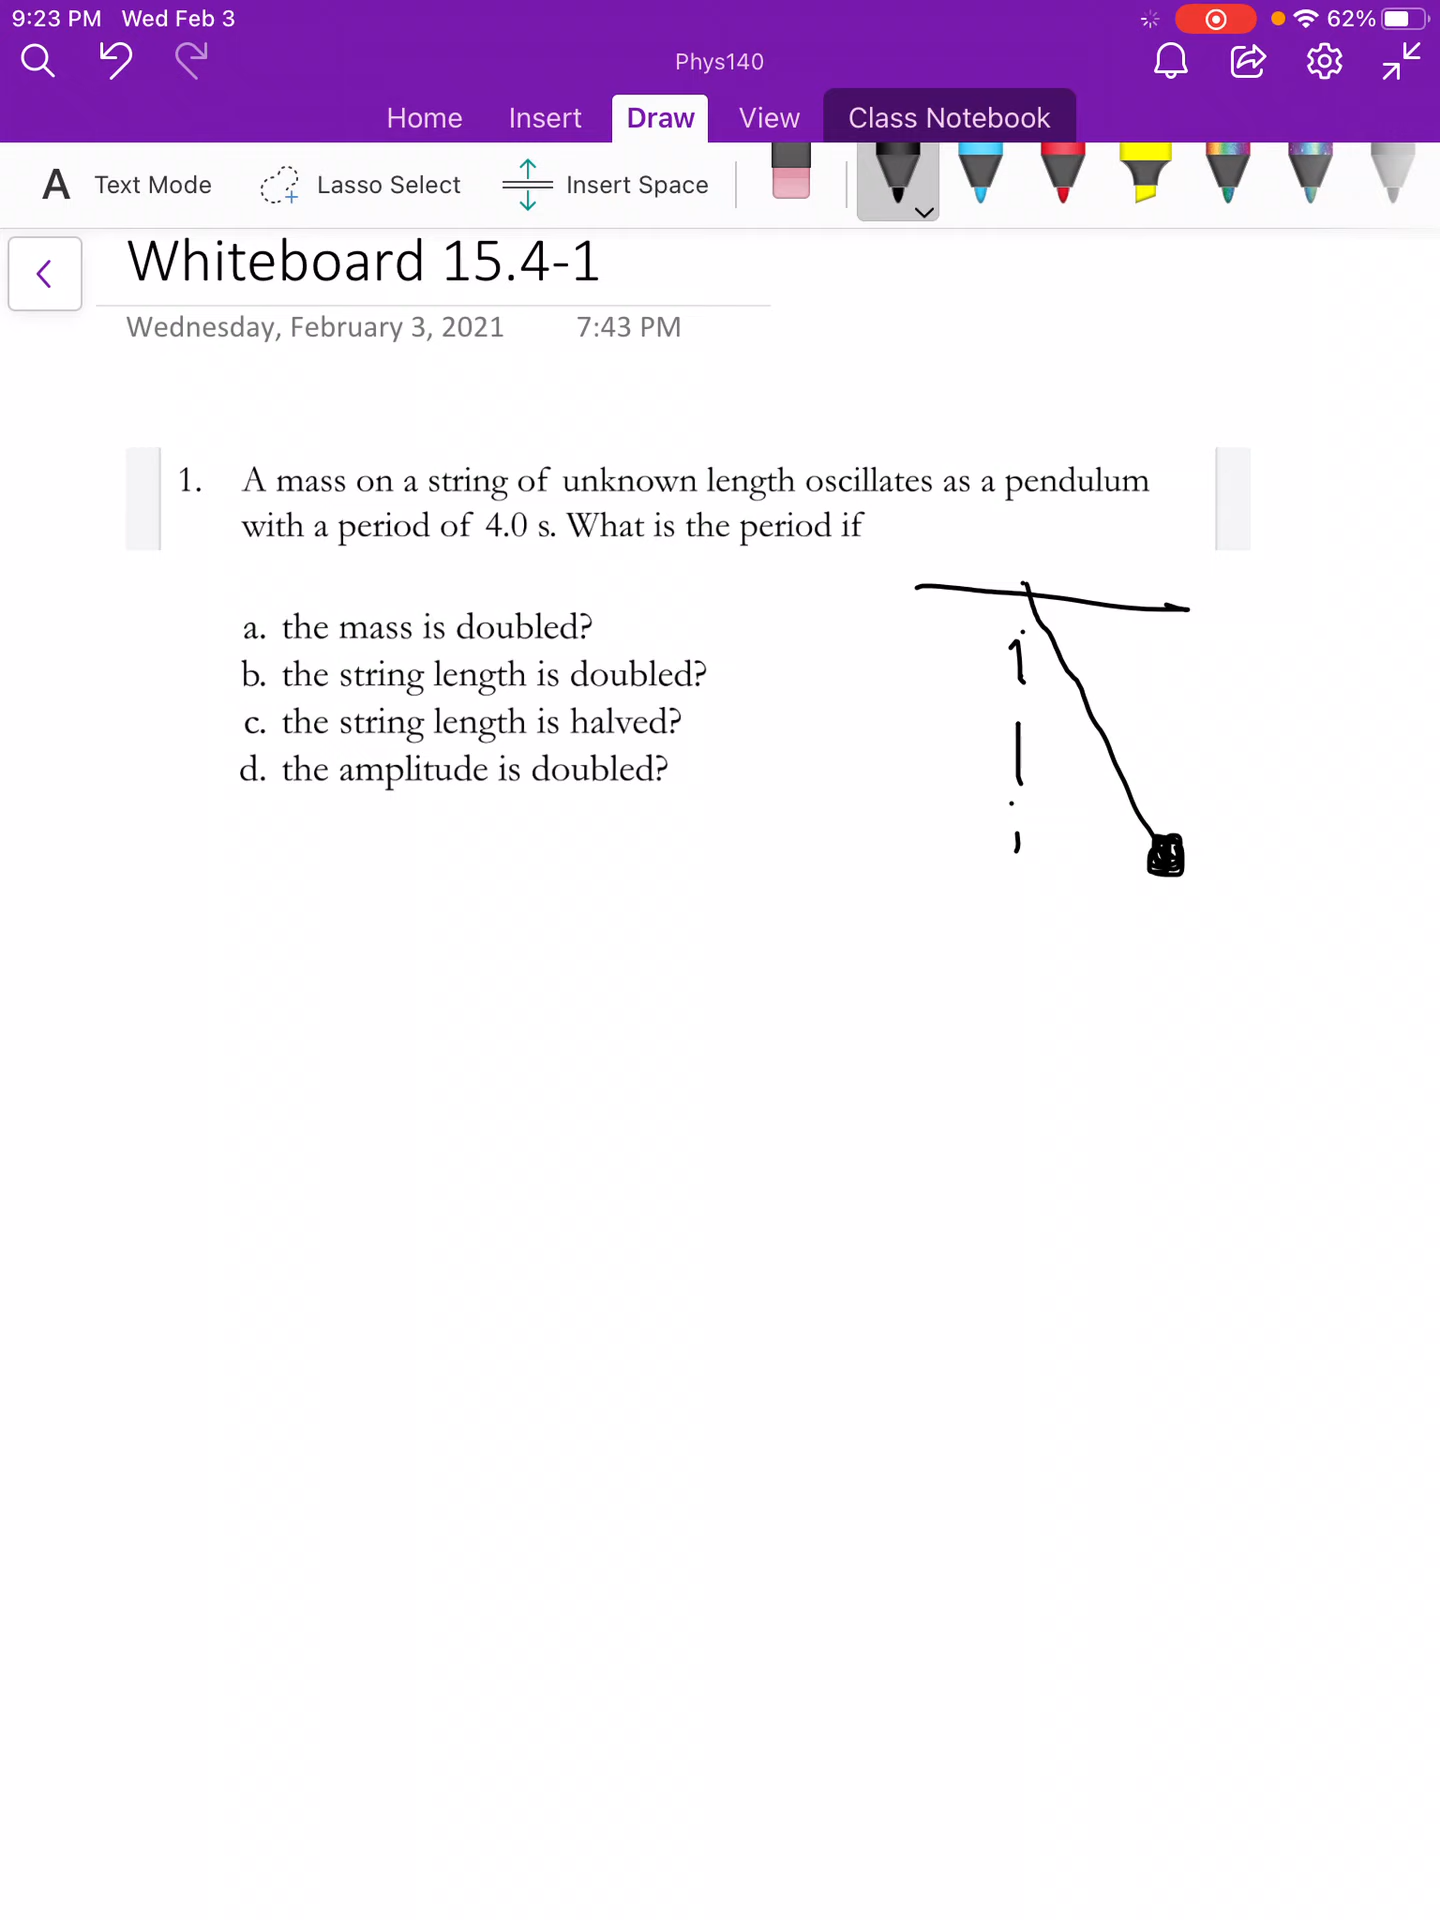 9:23 PM Wed Feb 3
62%
Phys140
Home Insert Draw View Class Notebook
A Text Mode Lasso Select Insert Space
Whiteboard 15.4-1
Wednesday, February 3, 2021 7:43 PM
1. A mass on a string of unknown length oscillates as a pendulum
with a period of 4.0 s. What is the period if
a. the mass is doubled?
b. the string length is doubled?
c. the string length is halved?
d. the amplitude is doubled?